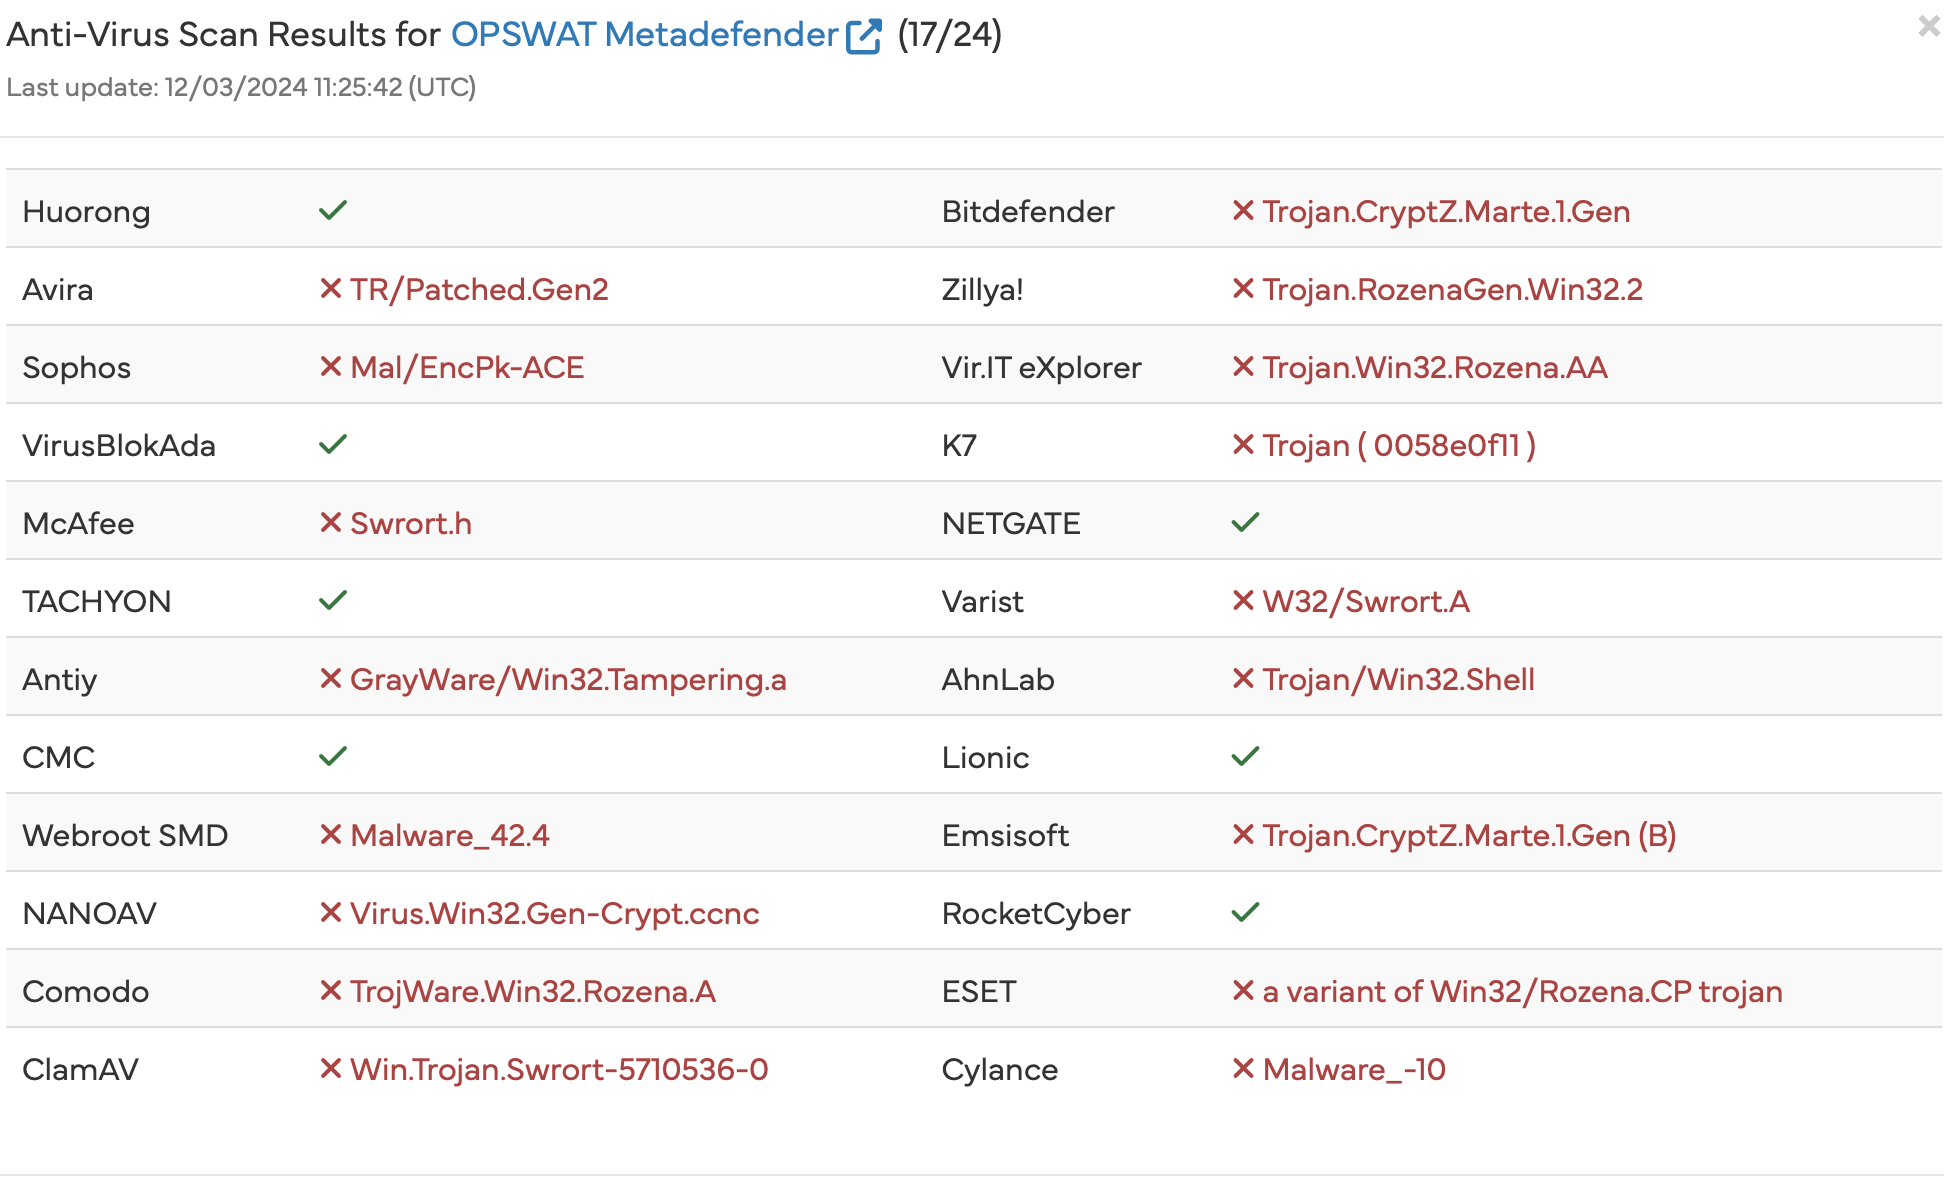 Anti-Virus Scan Results for OPSWAT Metadefender (17/24)
Last update: 12/03/2024 11:25:42 (UTC)
Huorong Bitdefender Trojan.CryptZ.Marte.1.Gen
Avira TR/Patched.Gen2 Zillya! Trojan.RozenaGen.Win32.2
Sophos Mal/EncPk-ACE Vir.IT eXplorer Trojan.Win32.Rozena.AA
VirusBlokAda K7 Trojan ( 0058e0f11 )
McAfee Swrort.h NETGATE
TACHYON Varist W32/Swrort.A
Antiy GrayWare/Win32.Tampering.a AhnLab Trojan/Win32.Shell
CMC Lionic
Webroot SMD Malware_42.4 Emsisoft Trojan.CryptZ.Marte.1.Gen (B)
NANOAV Virus.Win32.Gen-Crypt.ccnc RocketCyber
Comodo TrojWare.Win32.Rozena.A ESET a variant of Win32/Rozena.CP trojan
ClamAV Win.Trojan.Swrort-5710536-0 Cylance Malware_-10